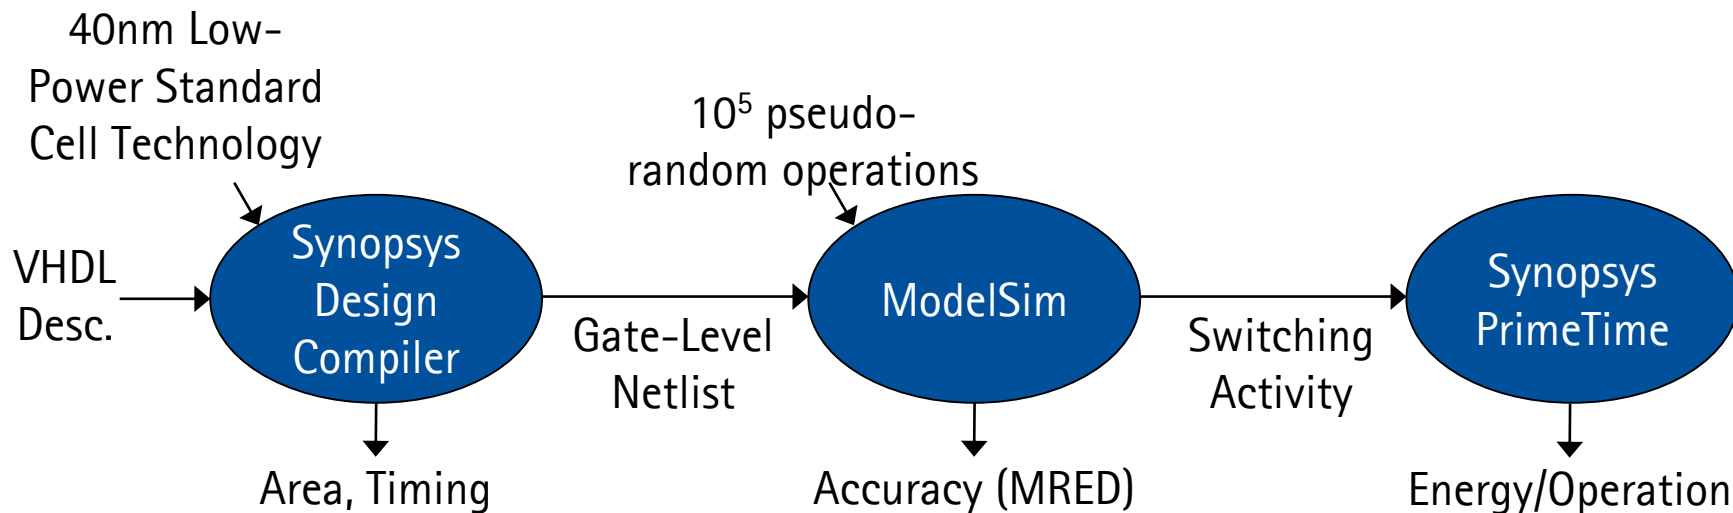 40nm Low-
Power Standard
Cell Technology
10⁵ pseudo-
random operations
VHDL
Desc.
Synopsys
Design
Compiler
Gate-Level
Netlist
ModelSim
Switching
Activity
Synopsys
PrimeTime
Area, Timing
Accuracy (MRED)
Energy/Operation